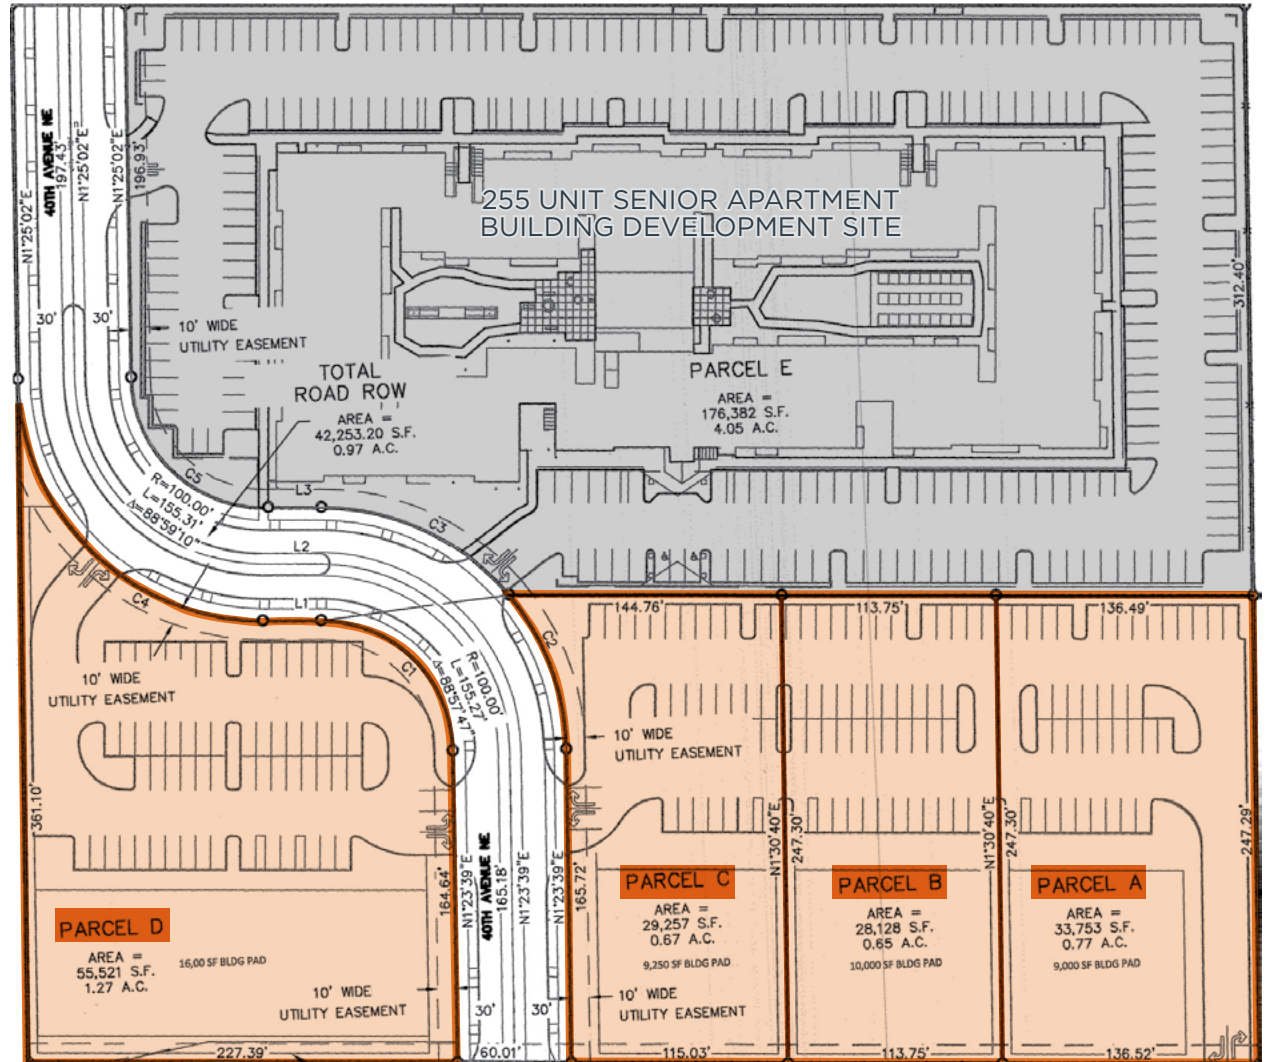 40TH AVENUE NE
197.43'
N1°25'02"E
N1°25'02"E
N1°25'02"E
196.93'
30'
30'
10' WIDE
UTILITY EASEMENT
255 UNIT SENIOR APARTMENT
BUILDING DEVELOPMENT SITE
312.40'
TOTAL
ROAD ROW
AREA =
42,253.20 S.F.
0.97 A.C.
PARCEL E
AREA =
176,382 S.F.
4.05 A.C.
C5
L3
C3
R=100.00'
L=155.31'
Δ=88°59'10"
L2
L1
C4
C1
C2
R=100.00'
L=155.27'
Δ=88°57'47"
144.76'
113.75'
136.49'
10' WIDE
UTILITY EASEMENT
10' WIDE
UTILITY EASEMENT
361.10'
164.64'
N1°23'39"E
40TH AVENUE NE
165.18'
N1°23'39"E
N1°23'39"E
165.72'
N1°30'40"E
247.30'
N1°30'40"E
247.30'
247.29'
PARCEL D
AREA =
55,521 S.F.
1.27 A.C.
16,00 SF BLDG PAD
PARCEL C
AREA =
29,257 S.F.
0.67 A.C.
9,250 SF BLDG PAD
PARCEL B
AREA =
28,128 S.F.
0.65 A.C.
10,000 SF BLDG PAD
PARCEL A
AREA =
33,753 S.F.
0.77 A.C.
9,000 SF BLDG PAD
10' WIDE
UTILITY EASEMENT
30'
30'
10' WIDE
UTILITY EASEMENT
227.39'
60.01'
115.03'
113.75'
136.52'